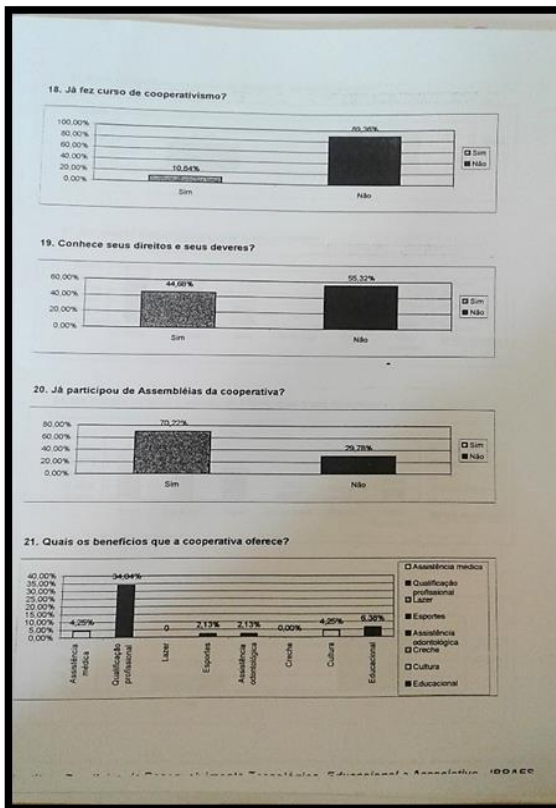 18. Já fez curso de cooperativismo?
100,00%
80,00%
60,00%
40,00%
20,00%
0,00%
10,64%
89,36%
Sim
Não
Sim
Não
19. Conhece seus direitos e seus deveres?
60,00%
40,00%
20,00%
0,00%
44,68%
55,32%
Sim
Não
Sim
Não
20. Já participou de Assembléias da cooperativa?
80,00%
60,00%
40,00%
20,00%
0,00%
70,22%
29,78%
Sim
Não
Sim
Não
21. Quais os benefícios que a cooperativa oferece?
40,00%
35,00%
30,00%
25,00%
20,00%
15,00%
10,00%
5,00%
0,00%
4,25%
34,04%
0
2,13%
2,13%
0,00%
4,25%
6,38%
Assistência
médica
Qualificação
profissional
Lazer
Esportes
Assistência
odontológica
Creche
Cultura
Educacional
Assistência médica
Qualificação
profissional
Lazer
Esportes
Assistência
odontológica
Creche
Cultura
Educacional
Tecnológico, Educacional e Associativo